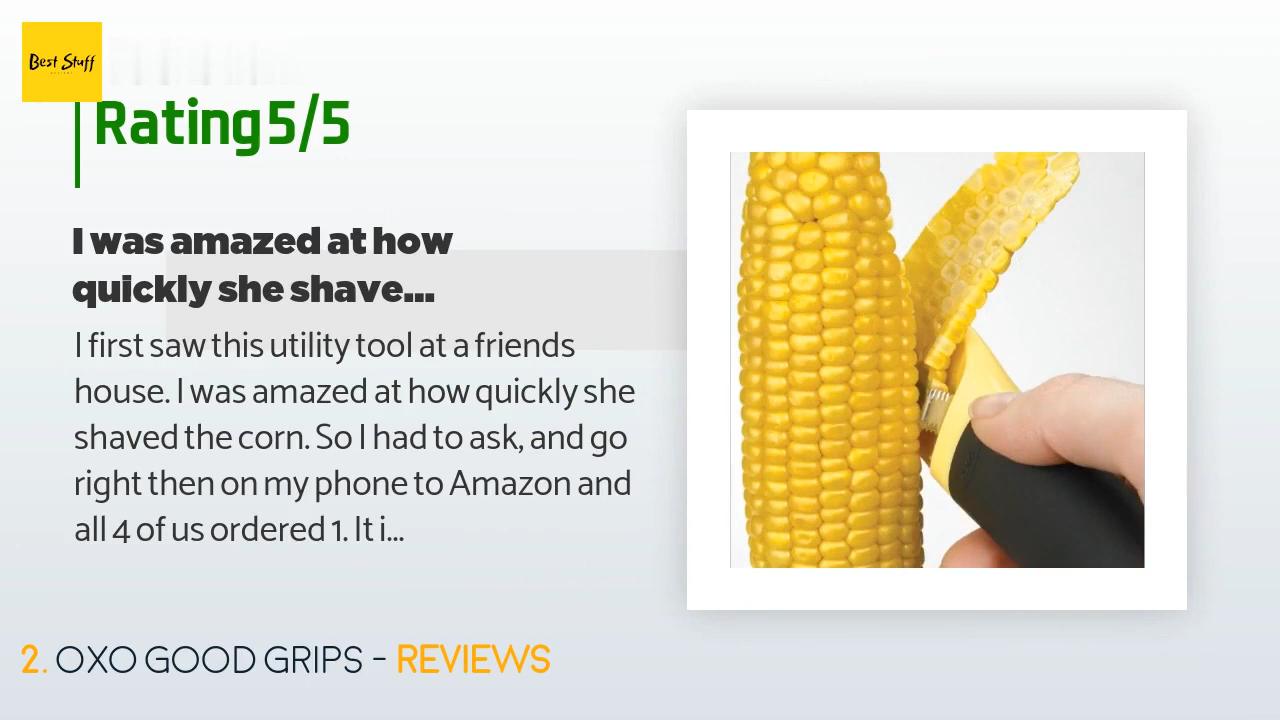 Best Stuff
Rating 5/5
I was amazed at how
quickly she shave...
I first saw this utility tool at a friends
house. I was amazed at how quickly she
shaved the corn. So I had to ask, and go
right then on my phone to Amazon and
all 4 of us ordered 1. It i...
2. OXO GOOD GRIPS - REVIEWS